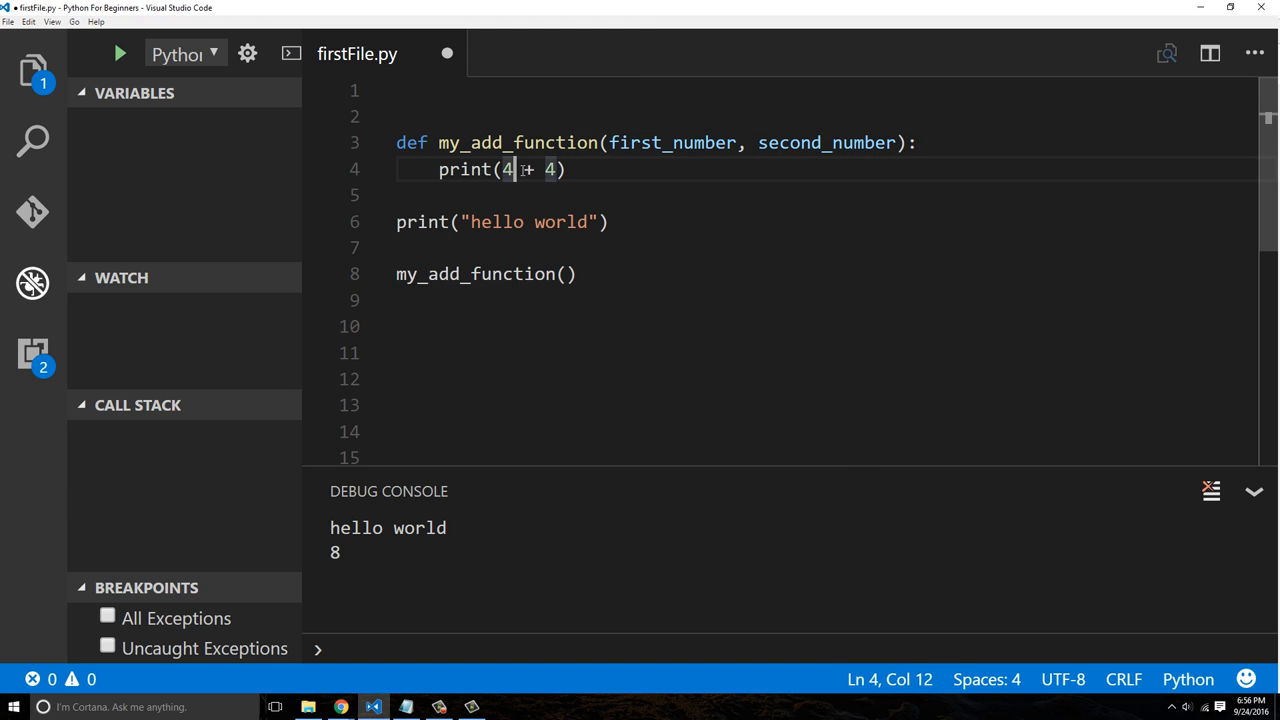 ● firstFile.py - Python For Beginners - Visual Studio Code
File Edit View Go Help
1
Python
firstFile.py
VARIABLES
WATCH
2
CALL STACK
BREAKPOINTS
All Exceptions
Uncaught Exceptions
1
2
3 def my_add_function(first_number, second_number):
4 print(4 + 4)
5
6 print("hello world")
7
8 my_add_function()
9
10
11
12
13
14
15
DEBUG CONSOLE
hello world
8
0 0
Ln 4, Col 12 Spaces: 4 UTF-8 CRLF Python
I'm Cortana. Ask me anything.
6:56 PM
9/24/2016